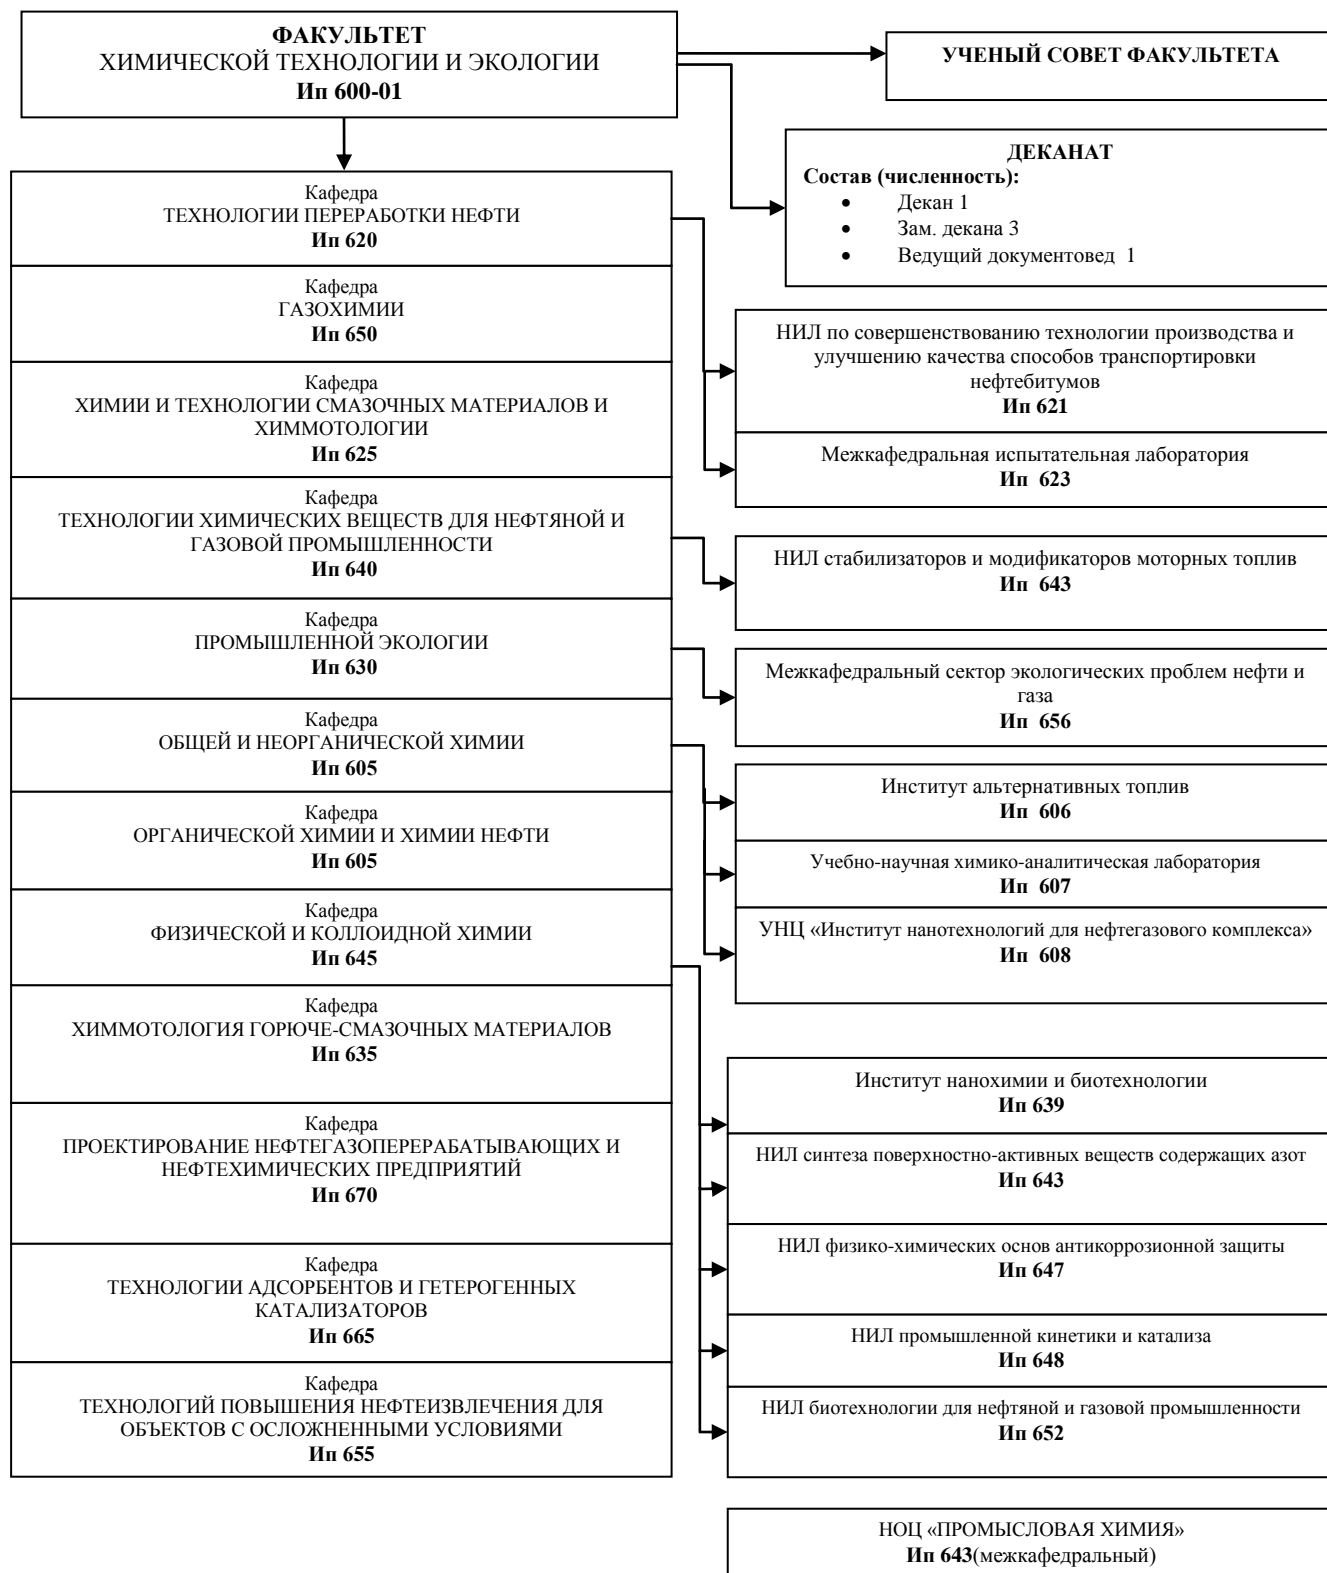 ФАКУЛЬТЕТ
ХИМИЧЕСКОЙ ТЕХНОЛОГИИ И ЭКОЛОГИИ
Ип 600-01
УЧЕНЫЙ СОВЕТ ФАКУЛЬТЕТА
ДЕКАНАТ
Состав (численность):
• Декан 1
• Зам. декана 3
• Ведущий документовед 1
Кафедра
ТЕХНОЛОГИИ ПЕРЕРАБОТКИ НЕФТИ
Ип 620
Кафедра
ГАЗОХИМИИ
Ип 650
Кафедра
ХИМИИ И ТЕХНОЛОГИИ СМАЗОЧНЫХ МАТЕРИАЛОВ И
ХИММОТОЛОГИИ
Ип 625
Кафедра
ТЕХНОЛОГИИ ХИМИЧЕСКИХ ВЕЩЕСТВ ДЛЯ НЕФТЯНОЙ И
ГАЗОВОЙ ПРОМЫШЛЕННОСТИ
Ип 640
Кафедра
ПРОМЫШЛЕННОЙ ЭКОЛОГИИ
Ип 630
Кафедра
ОБЩЕЙ И НЕОРГАНИЧЕСКОЙ ХИМИИ
Ип 605
Кафедра
ОРГАНИЧЕСКОЙ ХИМИИ И ХИМИИ НЕФТИ
Ип 605
Кафедра
ФИЗИЧЕСКОЙ И КОЛЛОИДНОЙ ХИМИИ
Ип 645
Кафедра
ХИММОТОЛОГИЯ ГОРЮЧЕ-СМАЗОЧНЫХ МАТЕРИАЛОВ
Ип 635
Кафедра
ПРОЕКТИРОВАНИЕ НЕФТЕГАЗОПЕРЕРАБАТЫВАЮЩИХ И
НЕФТЕХИМИЧЕСКИХ ПРЕДПРИЯТИЙ
Ип 670
Кафедра
ТЕХНОЛОГИИ АДСОРБЕНТОВ И ГЕТЕРОГЕННЫХ
КАТАЛИЗАТОРОВ
Ип 665
Кафедра
ТЕХНОЛОГИЙ ПОВЫШЕНИЯ НЕФТЕИЗВЛЕЧЕНИЯ ДЛЯ
ОБЪЕКТОВ С ОСЛОЖНЕННЫМИ УСЛОВИЯМИ
Ип 655
НИЛ по совершенствованию технологии производства и
улучшению качества способов транспортировки
нефтебитумов
Ип 621
Межкафедральная испытательная лаборатория
Ип 623
НИЛ стабилизаторов и модификаторов моторных топлив
Ип 643
Межкафедральный сектор экологических проблем нефти и
газа
Ип 656
Институт альтернативных топлив
Ип 606
Учебно-научная химико-аналитическая лаборатория
Ип 607
УНЦ «Институт нанотехнологий для нефтегазового комплекса»
Ип 608
Институт нанохимии и биотехнологии
Ип 639
НИЛ синтеза поверхностно-активных веществ содержащих азот
Ип 643
НИЛ физико-химических основ антикоррозионной защиты
Ип 647
НИЛ промышленной кинетики и катализа
Ип 648
НИЛ биотехнологии для нефтяной и газовой промышленности
Ип 652
НОЦ «ПРОМЫСЛОВАЯ ХИМИЯ»
Ип 643(межкафедральный)